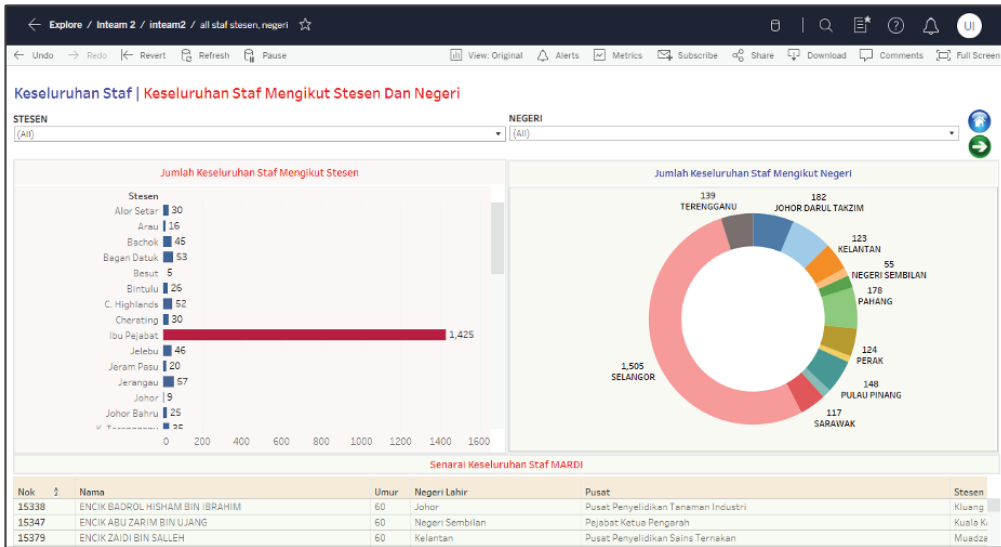 Explore / Inteam 2 / inteam2 / all staf stesen, negeri
UI
Undo Redo Revert Refresh Pause View: Original Alerts Metrics Subscribe Share Download Comments Full Screen
Keseluruhan Staf | Keseluruhan Staf Mengikut Stesen Dan Negeri
STESEN NEGERI
(All) (All)
Jumlah Keseluruhan Staf Mengikut Stesen
Stesen
Alor Setar 30
Arau 16
Bachok 45
Bagan Datuk 53
Besut 5
Bintulu 26
C. Highlands 52
Cherating 30
Ibu Pejabat 1,425
Jelebu 46
Jeram Pasu 20
Jerangau 57
Johor 9
Johor Bahru 25
0 200 400 600 800 1000 1200 1400 1600
Jumlah Keseluruhan Staf Mengikut Negeri
139
TERENGGANU
182
JOHOR DARUL TAKZIM
123
KELANTAN
55
NEGERI SEMBILAN
178
PAHANG
124
PERAK
148
PULAU PINANG
117
SARAWAK
1,505
SELANGOR
Senarai Keseluruhan Staf MARDI
Nok Nama Umur Negeri Lahir Pusat Stesen
15338 ENCIK BADROL HISHAM BIN IBRAHIM 60 Johor Pusat Penyelidikan Tanaman Industri Kluang
15347 ENCIK ABU ZARIM BIN UJANG 60 Negeri Sembilan Pejabat Ketua Pengarah Kuala
15379 ENCIK ZAIDI BIN SALLEH 60 Kelantan Pusat Penyelidikan Sains Ternakan Muadza